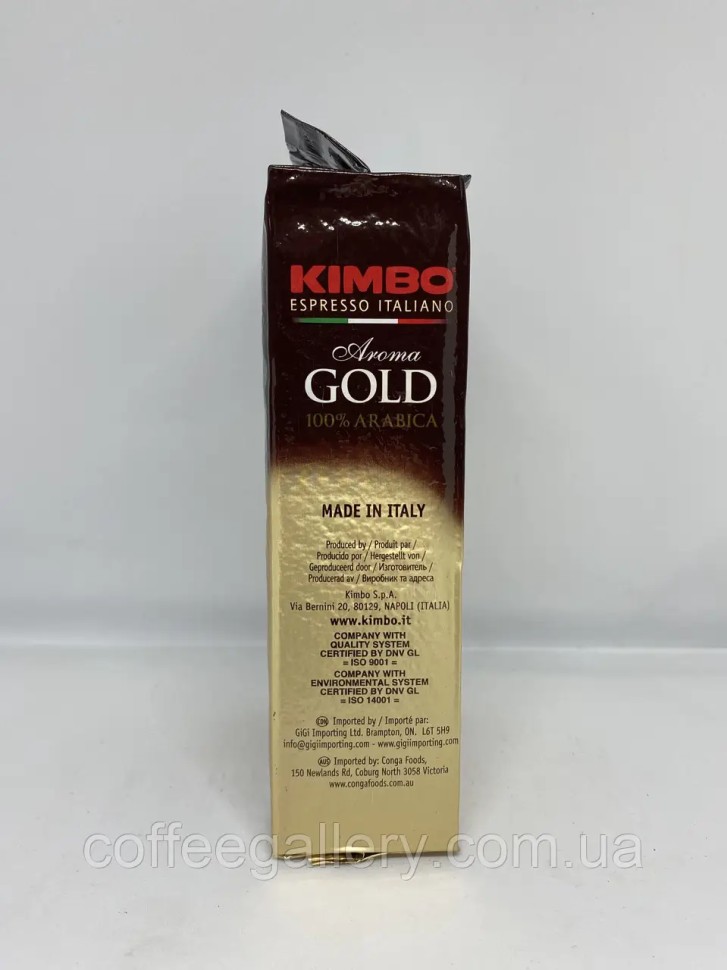 KIMBO
ESPRESSO ITALIANO
Aroma
GOLD
100% ARABICA
MADE IN ITALY
Produced by / Produit par /
Producido por / Hergestellt von /
Geproduceerd door / Изготовитель /
Producerad av / Виробник та адреса
Kimbo S.p.A.
Via Bernini 20, 80129, NAPOLI (ITALIA)
www.kimbo.it
COMPANY WITH
QUALITY SYSTEM
CERTIFIED BY DNV GL
= ISO 9001 =
COMPANY WITH
ENVIRONMENTAL SYSTEM
CERTIFIED BY DNV GL
= ISO 14001 =
CDN Imported by / Importé par:
GiGi Importing Ltd. Brampton, ON. L6T 5H9
info@gigiimporting.com - www.gigiimporting.com
AUS Imported by: Conga Foods,
150 Newlands Rd, Coburg North 3058 Victoria
www.congafoods.com.au
coffeegallery.com.ua